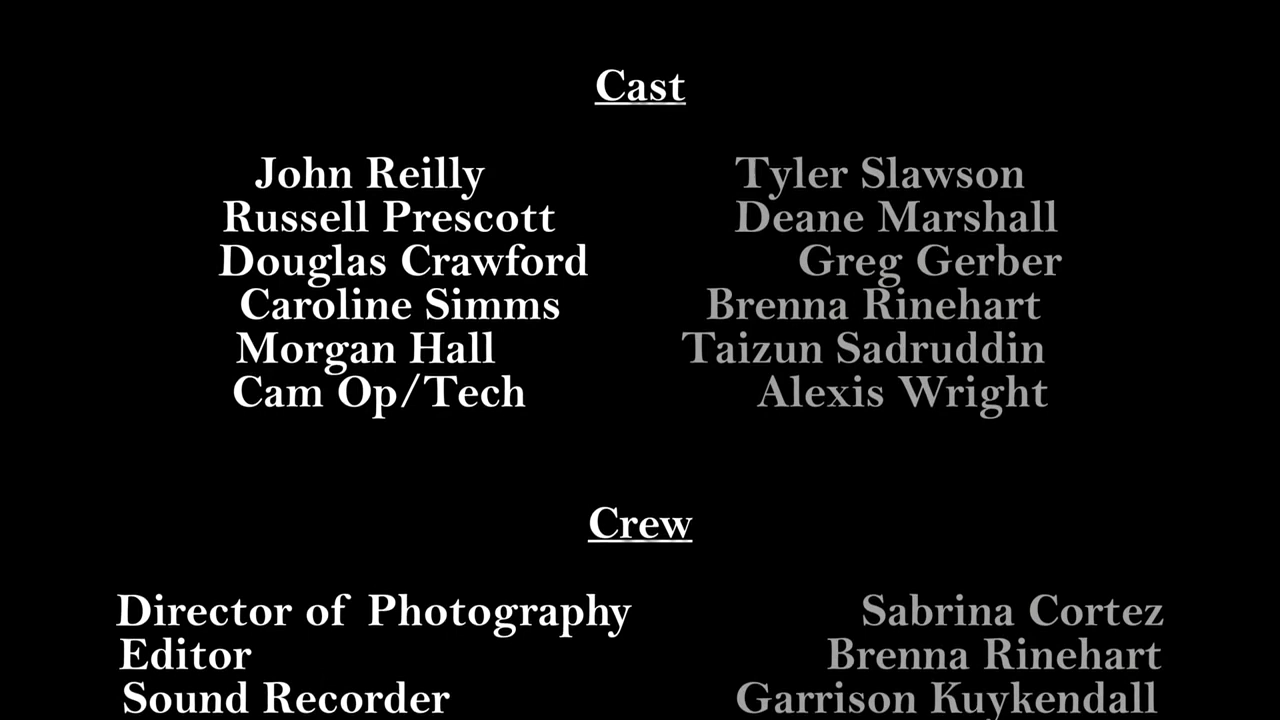 Cast
John Reilly Tyler Slawson
Russell Prescott Deane Marshall
Douglas Crawford Greg Gerber
Caroline Simms Brenna Rinehart
Morgan Hall Taizun Sadruddin
Cam Op/Tech Alexis Wright
Crew
Director of Photography Sabrina Cortez
Editor Brenna Rinehart
Sound Recorder Garrison Kuykendall